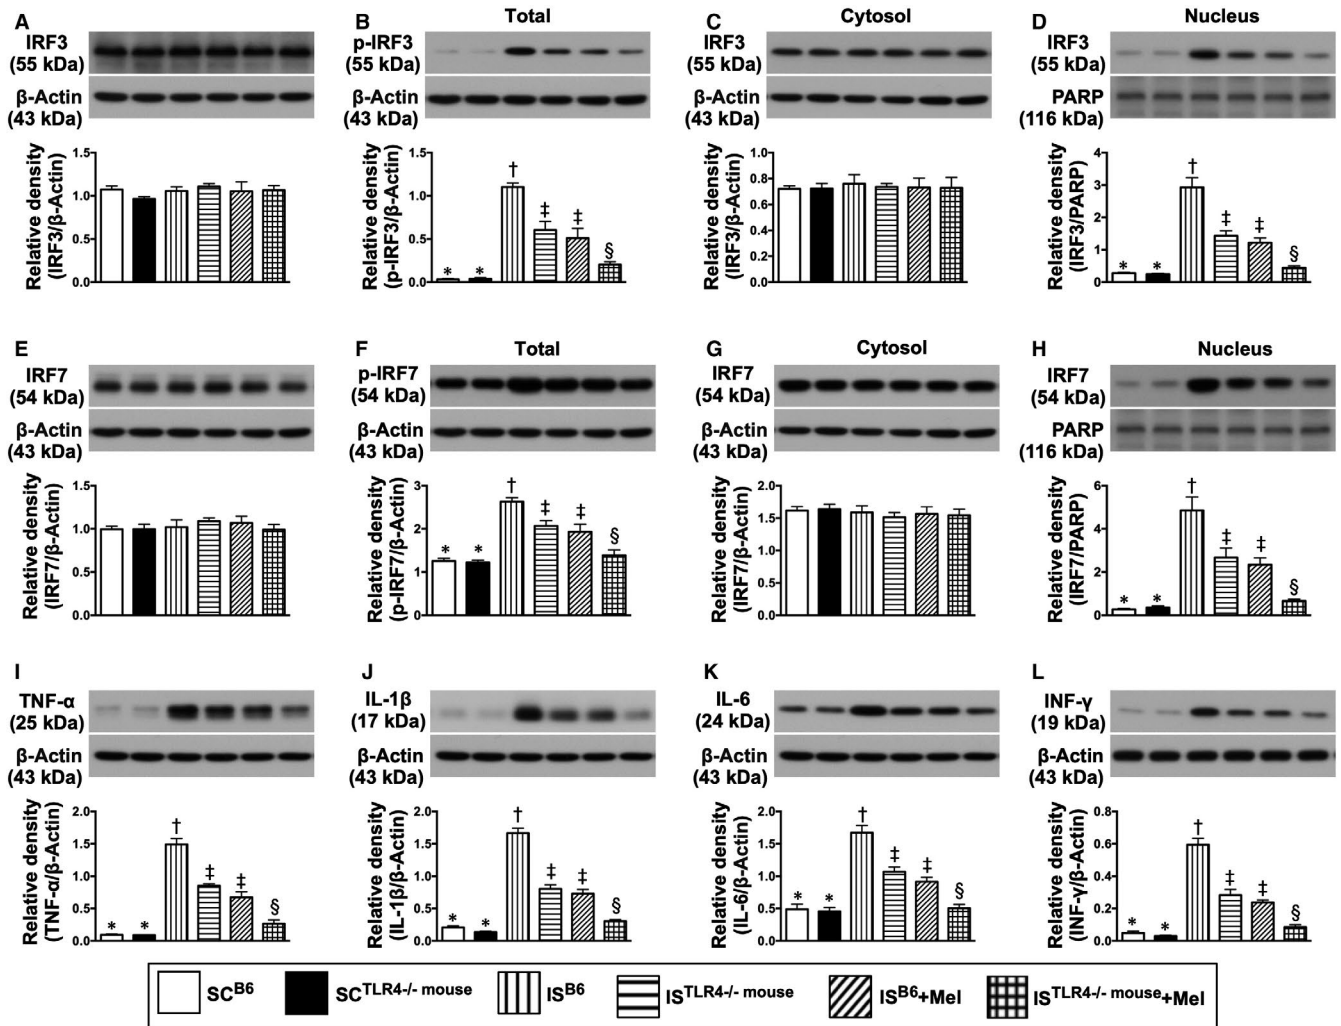 A B Total C Cytosol D Nucleus
IRF3 p-IRF3 IRF3 IRF3
(55 kDa) (55 kDa) (55 kDa) (55 kDa)
β-Actin β-Actin β-Actin PARP
(43 kDa) (43 kDa) (43 kDa) (116 kDa)
Relative density
(IRF3/β-Actin)
1.5
1.0
0.5
0.0
Relative density
(p-IRF3/β-Actin)
1.5
1.0
0.5
0.0
* * † ‡ ‡ §
Relative density
(IRF3/β-Actin)
1.0
0.8
0.6
0.4
0.2
0.0
Relative density
(IRF3/PARP)
4
3
2
1
0
* * † ‡ ‡ §
E F Total G Cytosol H Nucleus
IRF7 p-IRF7 IRF7 IRF7
(54 kDa) (54 kDa) (54 kDa) (54 kDa)
β-Actin β-Actin β-Actin PARP
(43 kDa) (43 kDa) (43 kDa) (116 kDa)
Relative density
(IRF7/β-Actin)
1.5
1.0
0.5
0.0
Relative density
(p-IRF7/β-Actin)
3
2
1
0
* * † ‡ ‡ §
Relative density
(IRF7/β-Actin)
2.0
1.5
1.0
0.5
0.0
Relative density
(IRF7/PARP)
6
4
2
0
* * † ‡ ‡ §
I J K L
TNF-α IL-1β IL-6 INF-γ
(25 kDa) (17 kDa) (24 kDa) (19 kDa)
β-Actin β-Actin β-Actin β-Actin
(43 kDa) (43 kDa) (43 kDa) (43 kDa)
Relative density
(TNF-α/β-Actin)
2.0
1.5
1.0
0.5
0.0
* * † ‡ ‡ §
Relative density
(IL-1β/β-Actin)
2.0
1.5
1.0
0.5
0.0
* * † ‡ ‡ §
Relative density
(IL-6/β-Actin)
2.0
1.5
1.0
0.5
0.0
* * † ‡ ‡ §
Relative density
(INF-γ/β-Actin)
0.8
0.6
0.4
0.2
0.0
* * † ‡ ‡ §
SC^B6 SC^TLR4-/- mouse IS^B6 IS^TLR4-/- mouse IS^B6+Mel IS^TLR4-/- mouse+Mel